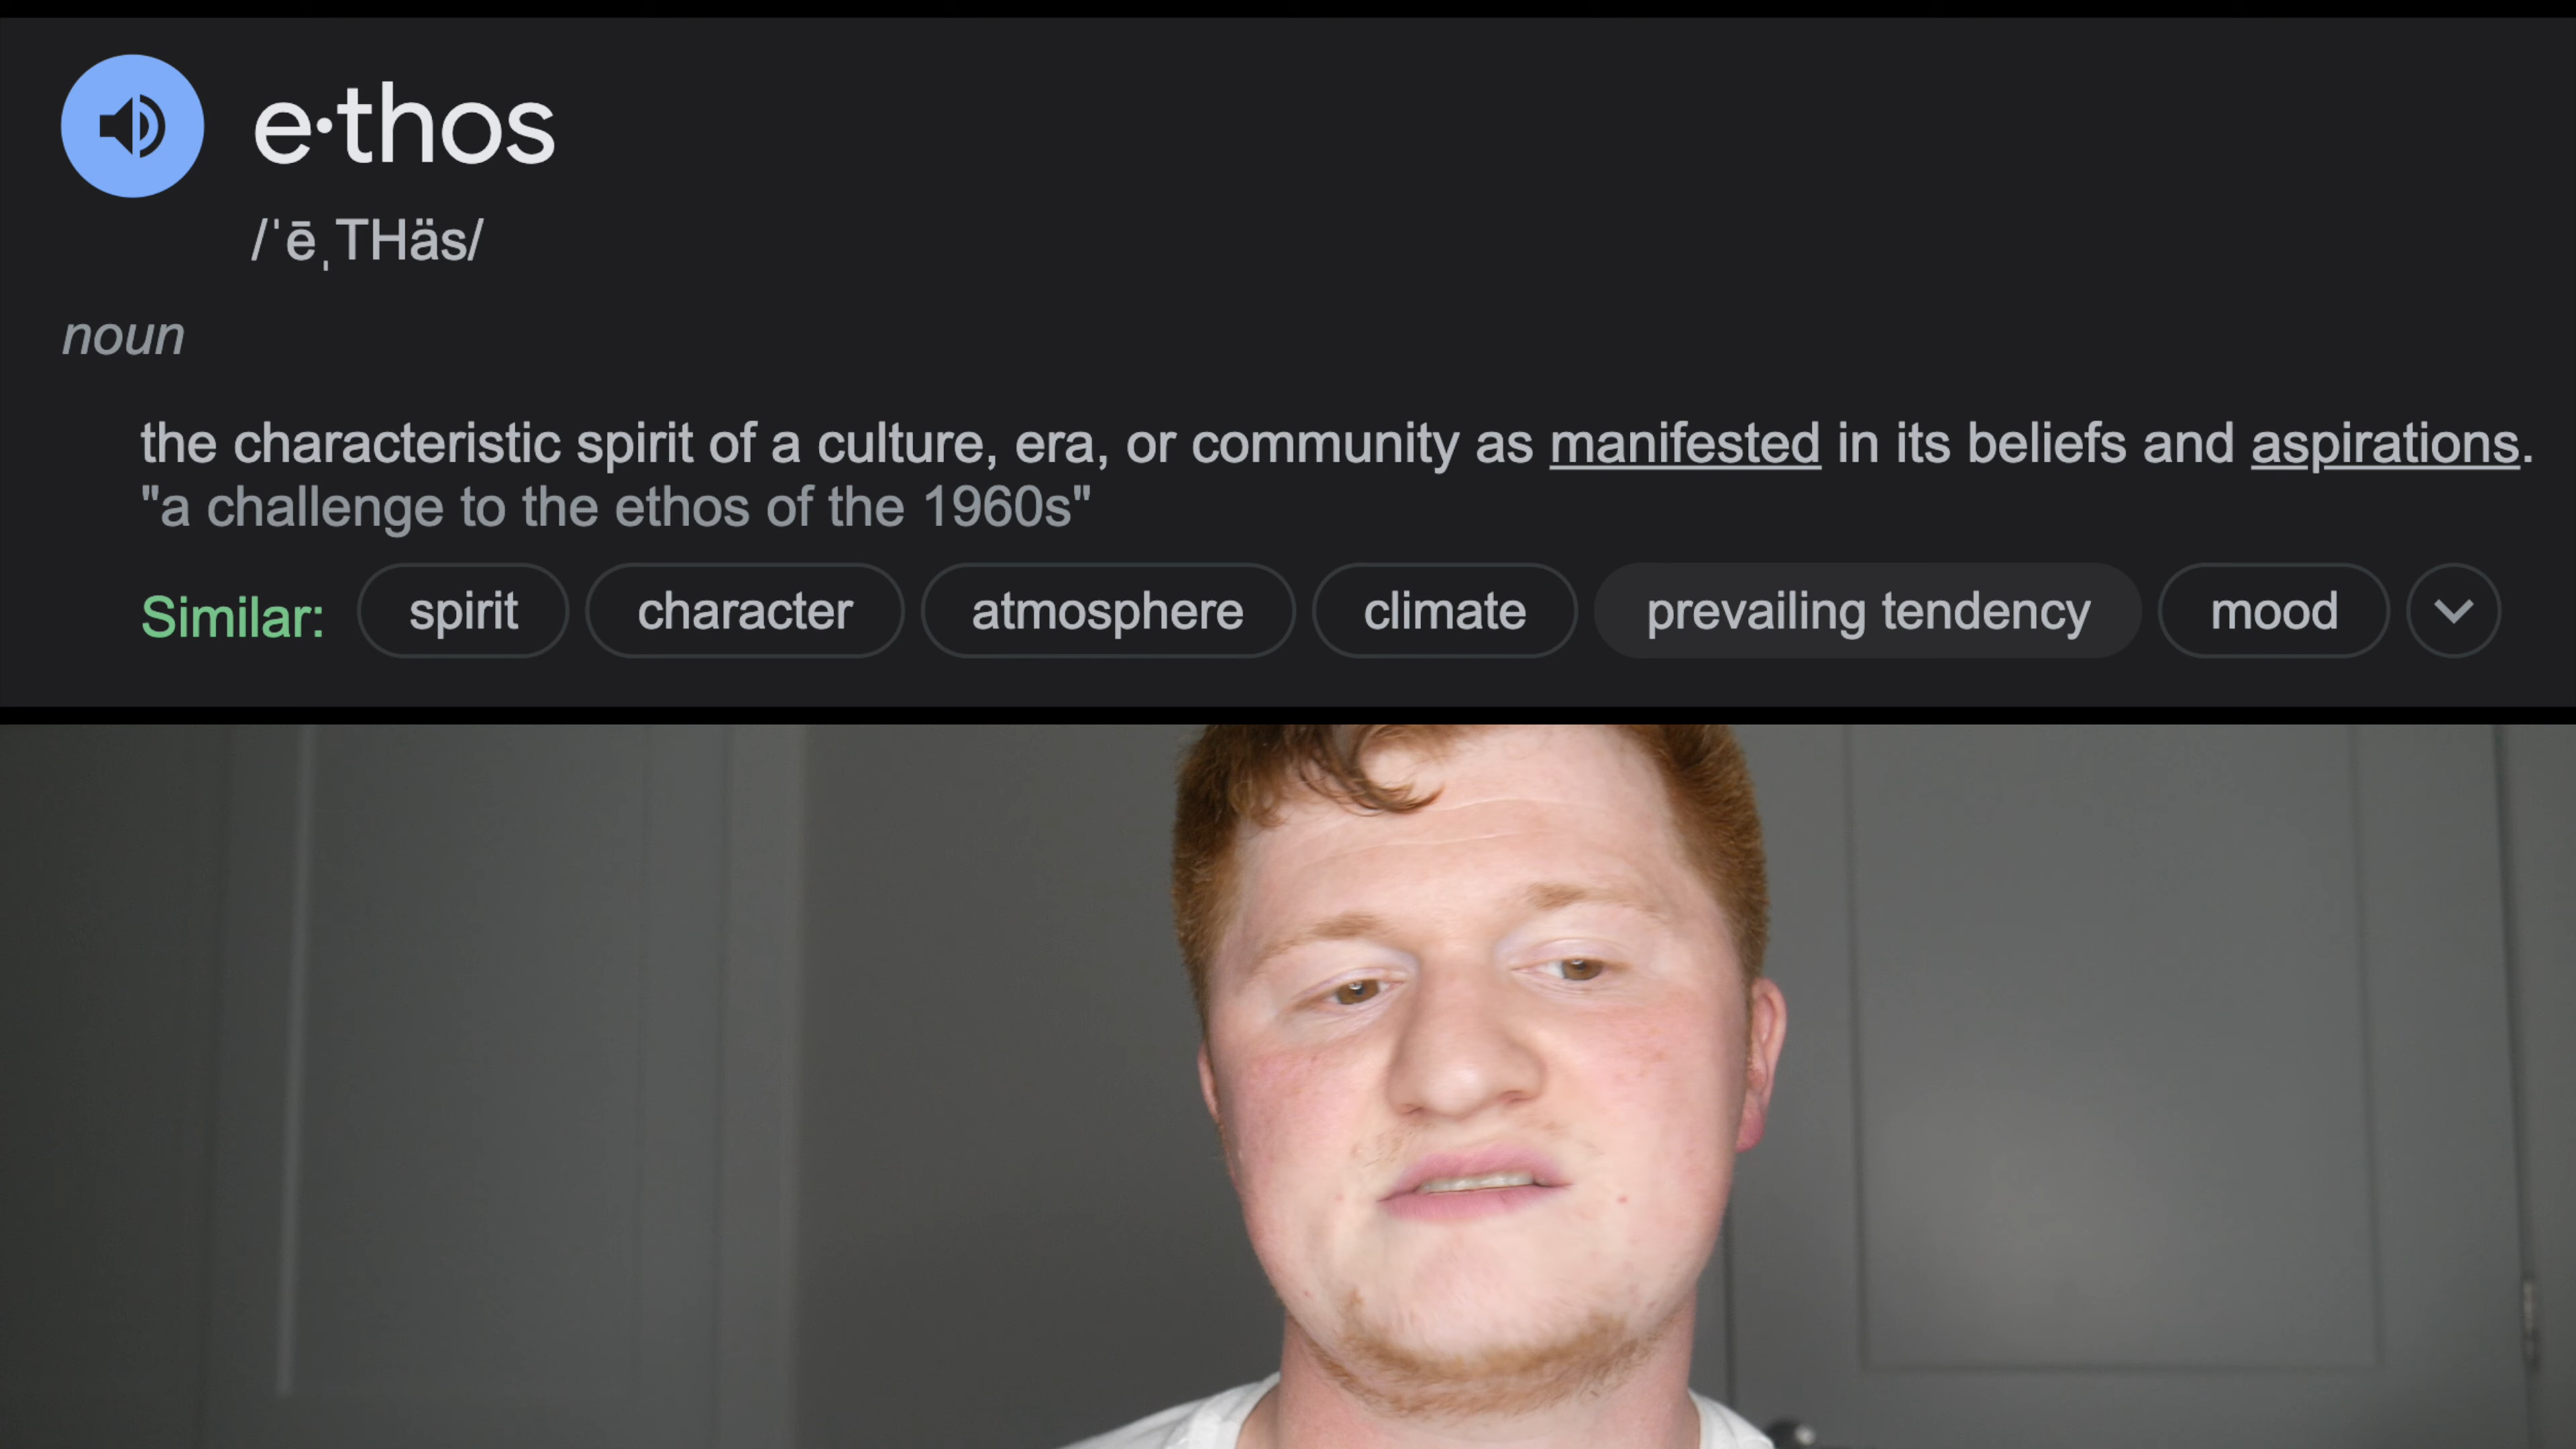 e·thos
/ˈēˌTHäs/
noun
the characteristic spirit of a culture, era, or community as manifested in its beliefs and aspirations.
"a challenge to the ethos of the 1960s"
Similar: spirit character atmosphere climate prevailing tendency mood